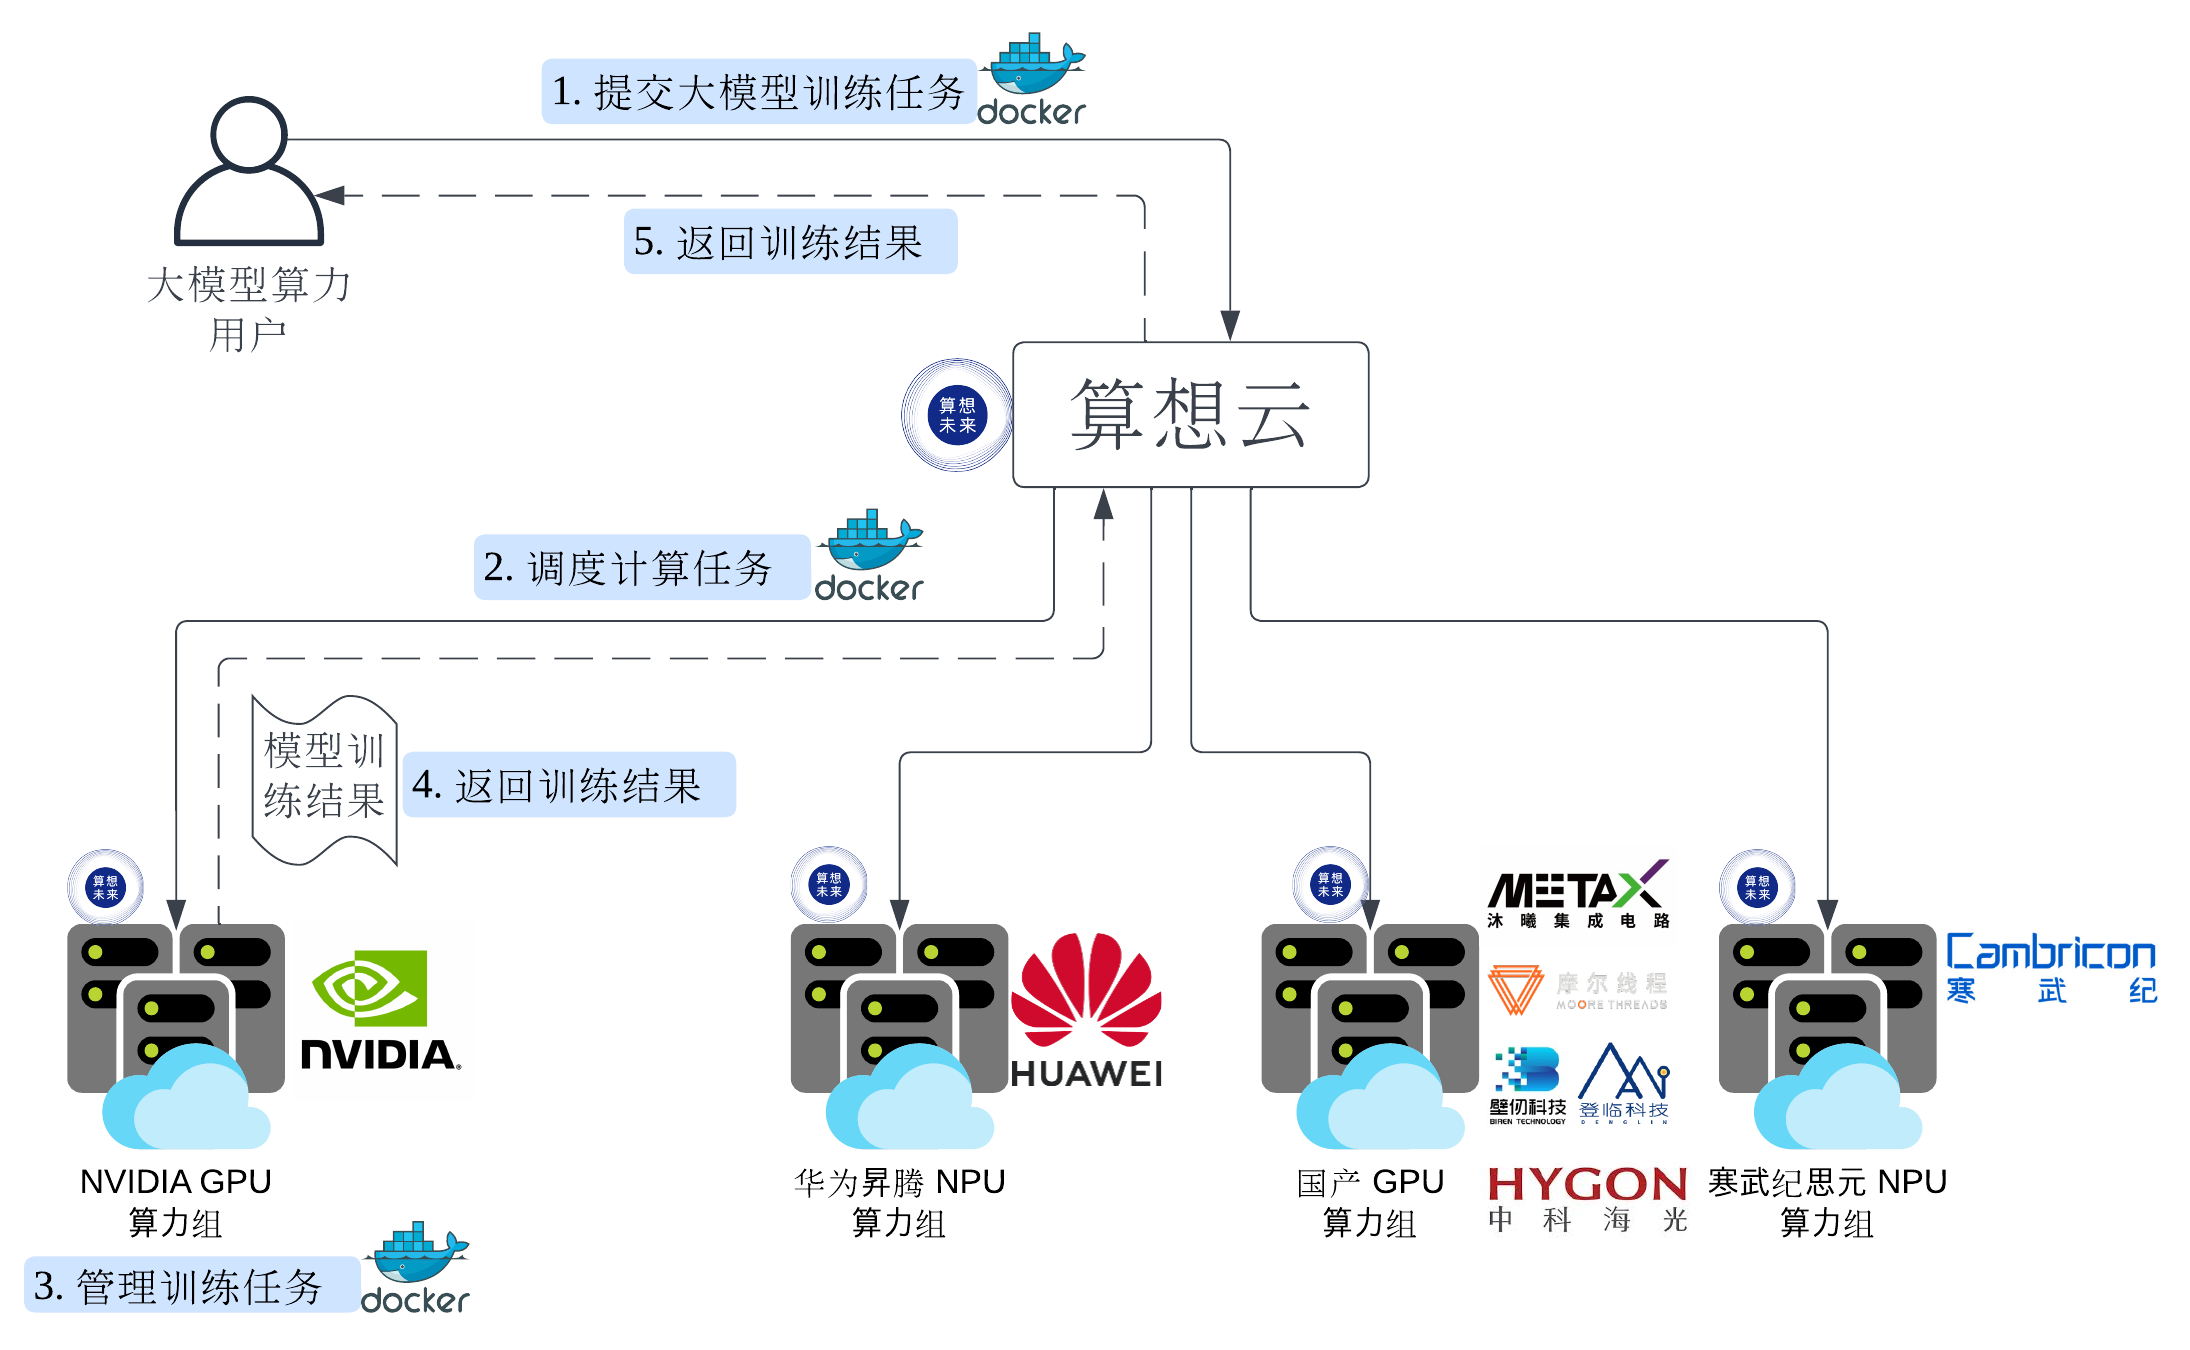 1. 提交大模型训练任务
docker
5. 返回训练结果
大模型算力
用户
算想
未来
算想云
2. 调度计算任务
docker
模型训
练结果
4. 返回训练结果
算想
未来
算想
未来
算想
未来
算想
未来
NVIDIA®
HUAWEI
METAX
沐曦集成电路
摩尔线程
MOORE THREADS
壁仞科技
BIREN TECHNOLOGY
登临科技
DENGLIN
HYGON
中科海光
Cambricon
寒武纪
NVIDIA GPU
算力组
华为昇腾 NPU
算力组
国产 GPU
算力组
寒武纪思元 NPU
算力组
3. 管理训练任务
docker